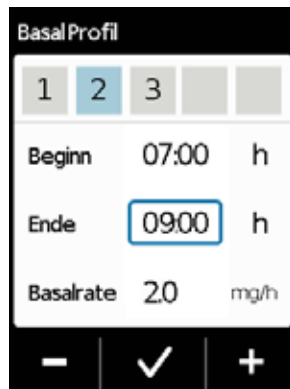 Basal Profil
1 2 3
Beginn 07:00 h
Ende 09:00 h
Basalrate 2.0 mg/h